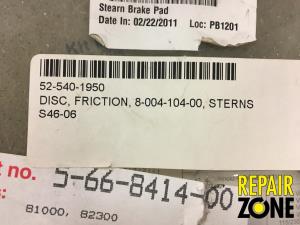 Stearn Brake Pad
Date In: 02/22/2011 Loc: PB1201
52-540-1950
DISC, FRICTION, 8-004-104-00, STERNS
S46-06
5-66-8414-00
B1000, B2300
REPAIR
ZONE